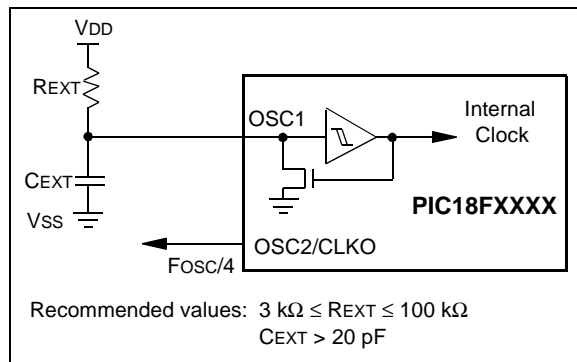 VDD
REXT
OSC1
Internal
Clock
CEXT
PIC18FXXXX
VSS
OSC2/CLKO
FOSC/4
Recommended values: 3 kΩ ≤ REXT ≤ 100 kΩ
CEXT > 20 pF